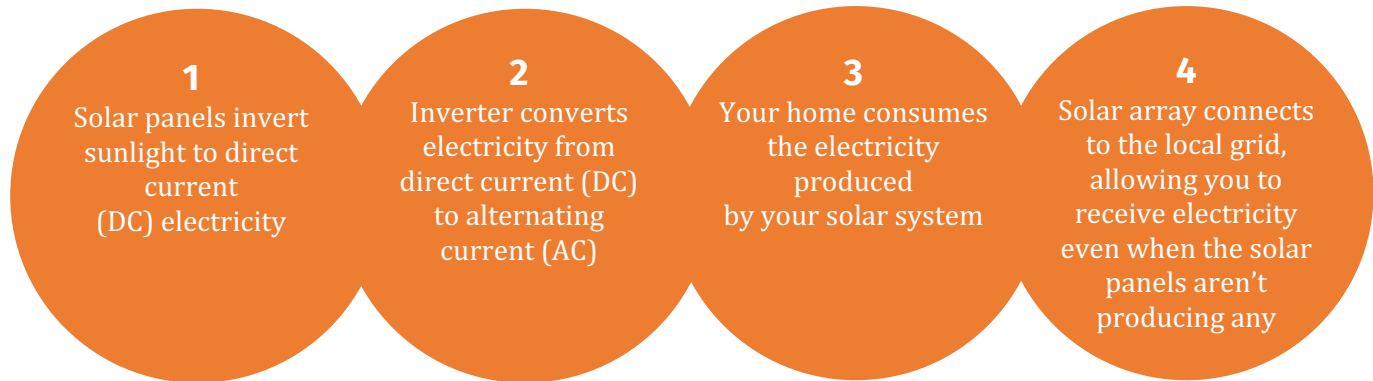 1
Solar panels invert
sunlight to direct
current
(DC) electricity
2
Inverter converts
electricity from
direct current (DC)
to alternating
current (AC)
3
Your home consumes
the electricity
produced
by your solar system
4
Solar array connects
to the local grid,
allowing you to
receive electricity
even when the solar
panels aren’t
producing any